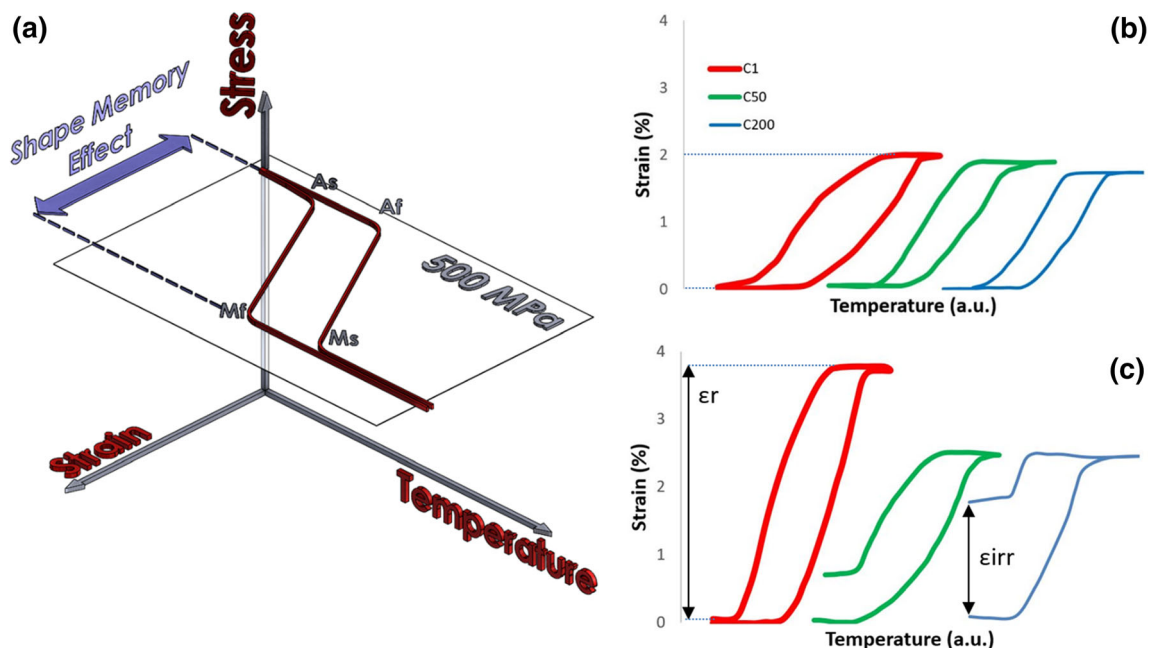 (a)
Stress
Shape Memory
Effect
As
Af
500 MPa
Mf
Ms
Strain
Temperature
(b)
4
3
2
1
0
Strain (%)
C1
C50
C200
Temperature (a.u.)
(c)
4
3
2
1
0
Strain (%)
εr
εirr
Temperature (a.u.)